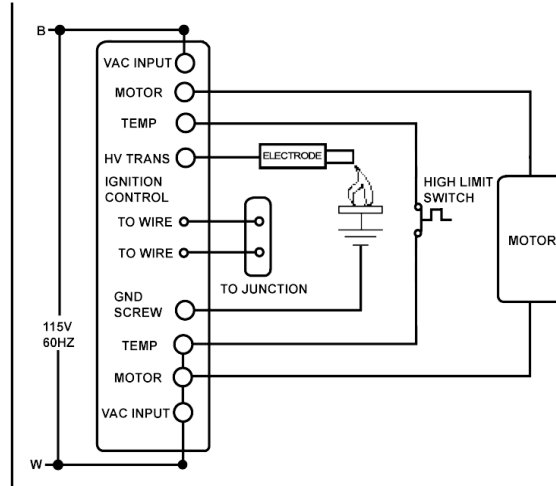 B
VAC INPUT
MOTOR
TEMP
HV TRANS
ELECTRODE
IGNITION
CONTROL
HIGH LIMIT
SWITCH
TO WIRE
TO WIRE
MOTOR
TO JUNCTION
GND
SCREW
115V
60HZ
TEMP
MOTOR
VAC INPUT
W